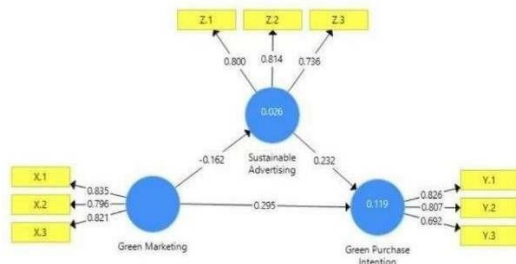 Z.1 Z.2 Z.3
0.800 0.814 0.736
0.026
Sustainable
Advertising
-0.162 0.232
X.1
X.2
X.3
0.835
0.796
0.821
Green Marketing
0.295
0.119
Green Purchase
Intention
0.826
0.807
0.692
Y.1
Y.2
Y.3